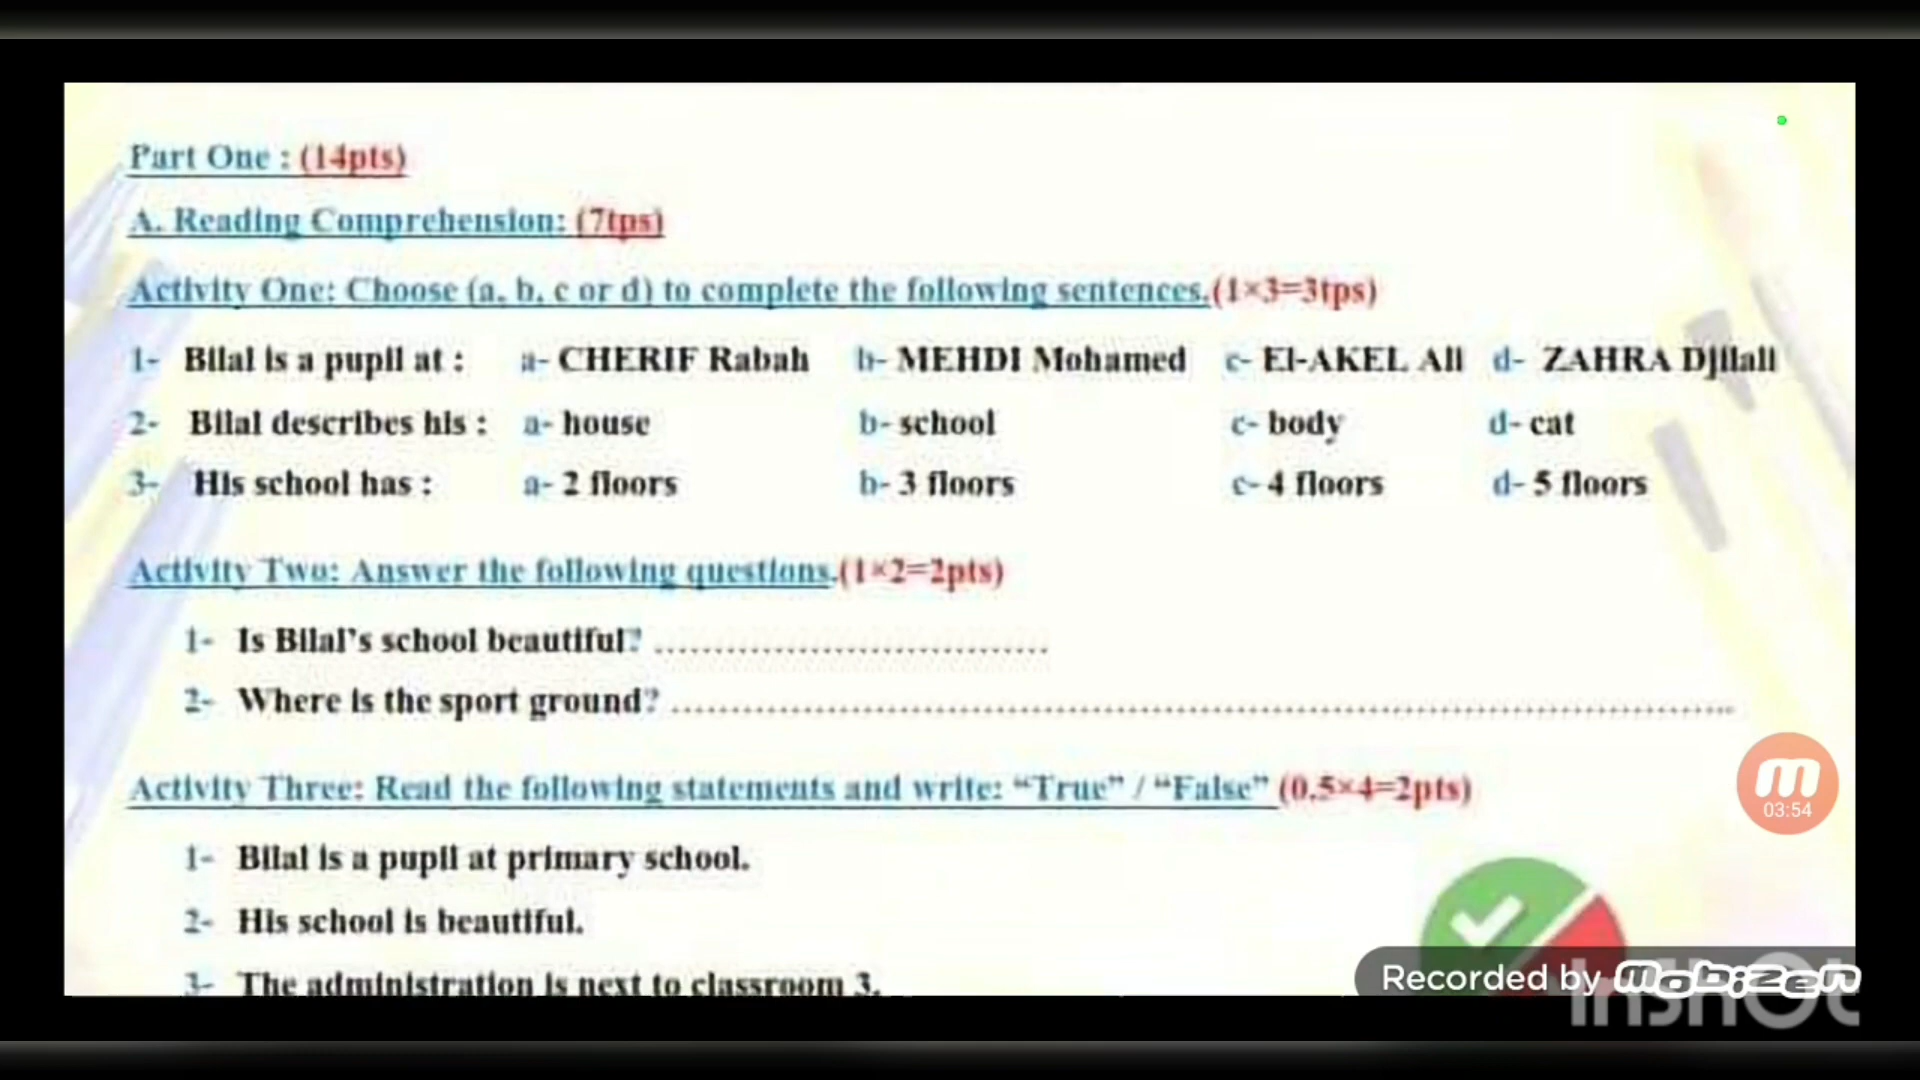 Part One : (14pts)
A. Reading Comprehension: (7tps)
Activity One: Choose (a, b, c or d) to complete the following sentences.(1×3=3tps)
1- Bilal is a pupil at : a- CHERIF Rabah b- MEHDI Mohamed c- El-AKEL Ali d- ZAHRA Djilali
2- Bilal describes his : a- house b- school c- body d- cat
3- His school has : a- 2 floors b- 3 floors c- 4 floors d- 5 floors
Activity Two: Answer the following questions.(1×2=2pts)
1- Is Bilal's school beautiful? .................................
2- Where is the sport ground? ........................................................................................
Activity Three: Read the following statements and write: “True” / “False” (0.5×4=2pts)
1- Bilal is a pupil at primary school.
2- His school is beautiful.
3- The administration is next to classroom 3.
03:54
Recorded by mobizen
InShOt